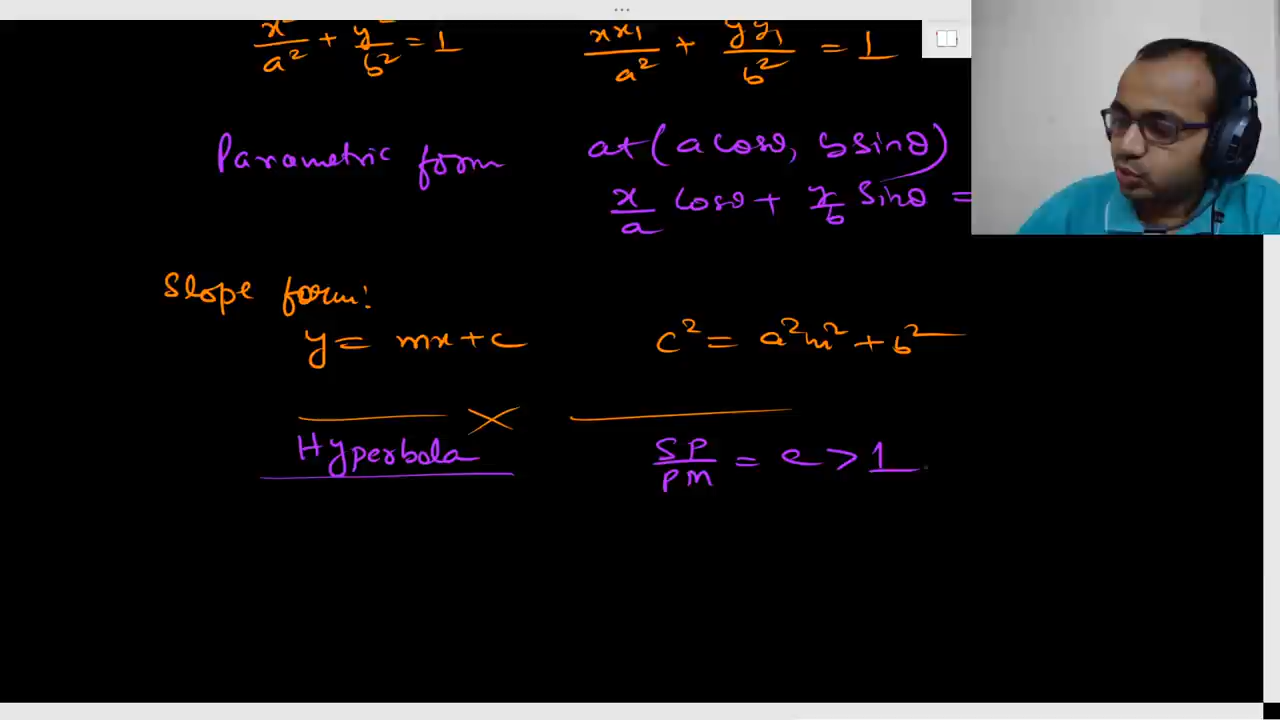 x²/a² + y²/b² = 1 xx₁/a² + yy₁/b² = 1
Parametric form at (a cosθ, b sinθ)
x/a cosθ + y/b sinθ =
Slope form:
y = mx + c c² = a²m² + b²
Hyperbola SP/PM = e > 1